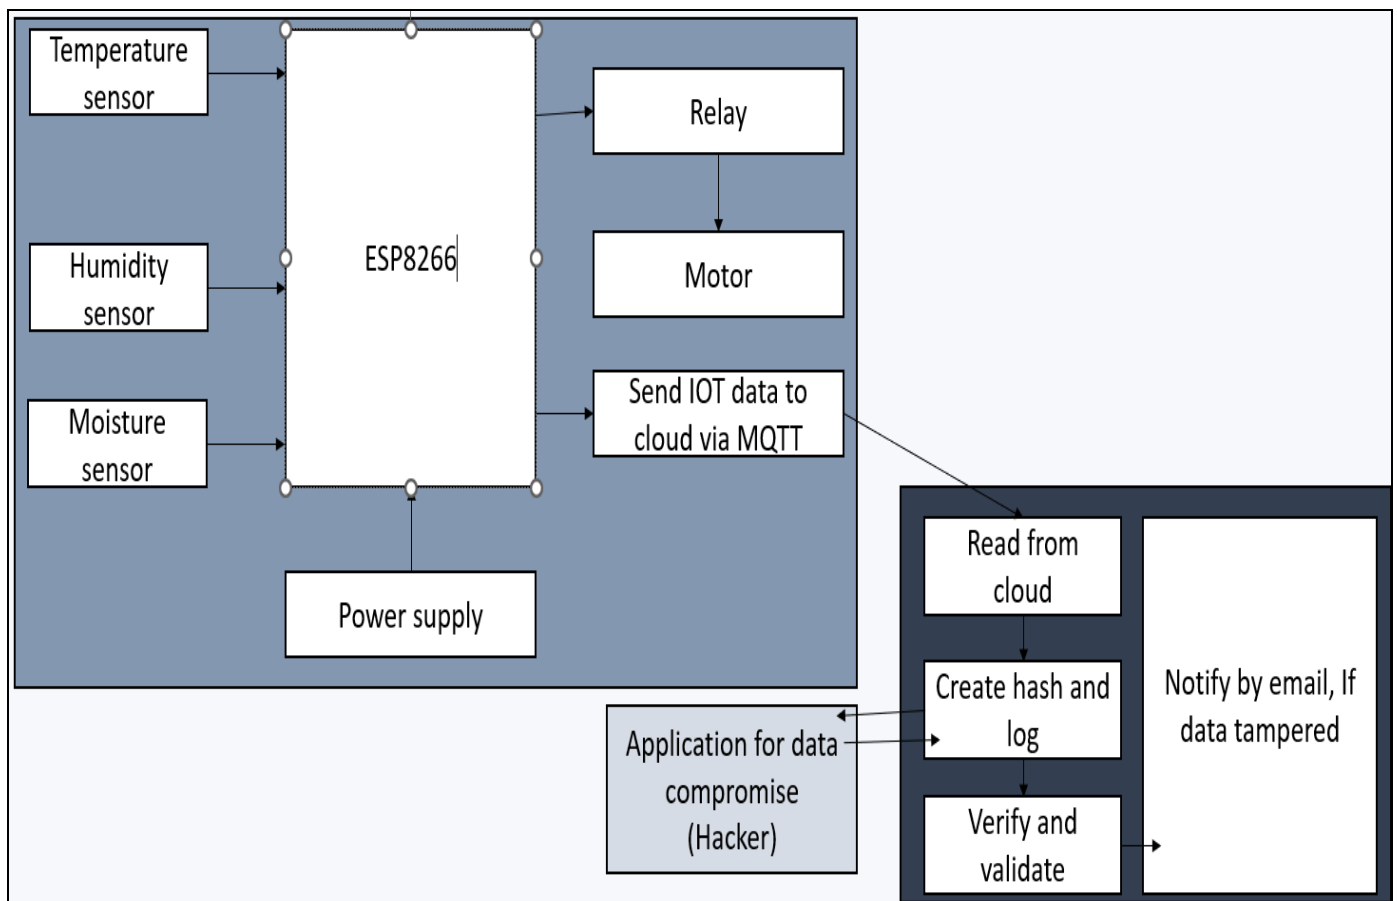 Temperature
sensor
Humidity
sensor
Moisture
sensor
ESP8266
Power supply
Relay
Motor
Send IOT data to
cloud via MQTT
Read from
cloud
Create hash and
log
Verify and
validate
Notify by email, If
data tampered
Application for data
compromise
(Hacker)